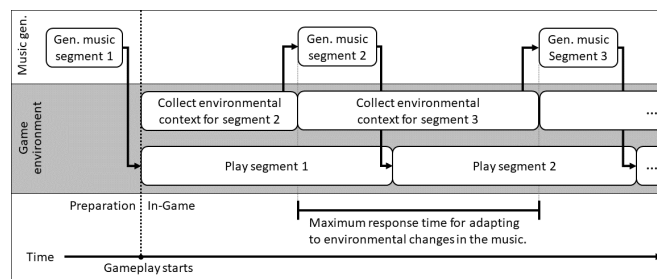 Music gen.
Gen. music
segment 1
Gen. music
segment 2
Gen. music
Segment 3
Game
environment
Collect environmental
context for segment 2
Collect environmental
context for segment 3
...
Play segment 1
Play segment 2
...
Preparation
In-Game
Maximum response time for adapting
to environmental changes in the music.
Time
Gameplay starts